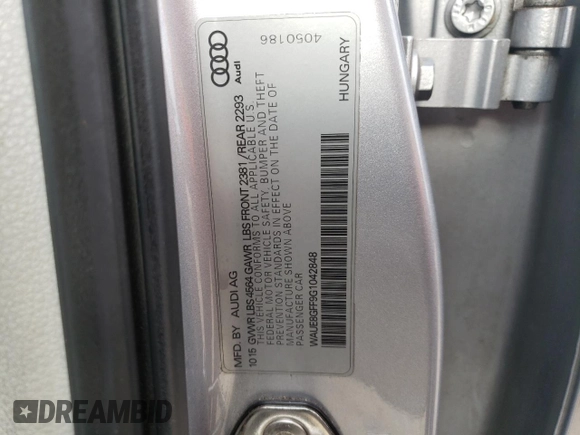 4050186
Audi
HUNGARY
MFD. BY AUDI AG
10 15 GVWR LBS 4564 GAWR LBS FRONT 2381 /REAR 2293
THIS VEHICLE CONFORMS TO ALL APPLICABLE U.S.
FEDERAL MOTOR VEHICLE SAFETY, BUMPER AND THEFT
PREVENTION STANDARDS IN EFFECT ON THE DATE OF
MANUFACTURE SHOWN ABOVE
PASSENGER CAR
WAUE8GFF9G1042848
DREAMBID